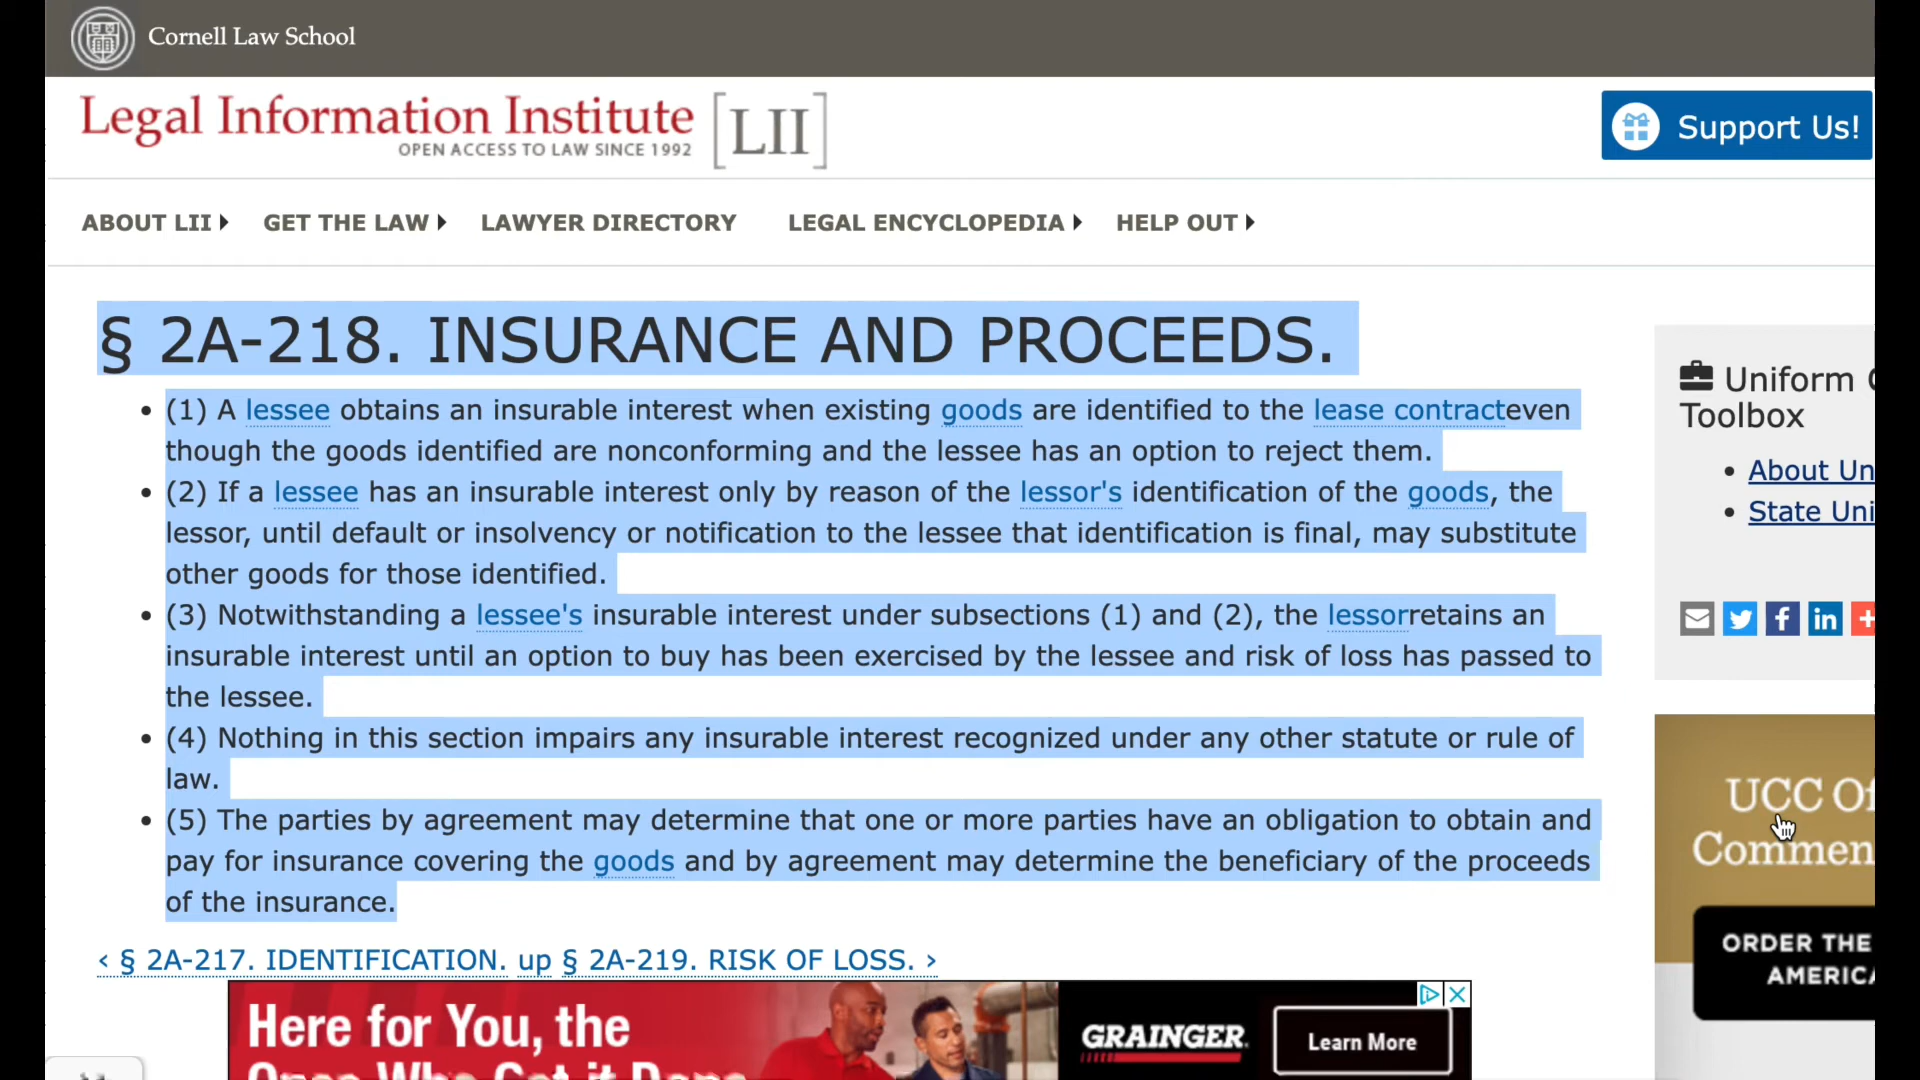 Cornell Law School
Legal Information Institute [LII]
OPEN ACCESS TO LAW SINCE 1992
Support Us!
ABOUT LII GET THE LAW LAWYER DIRECTORY LEGAL ENCYCLOPEDIA HELP OUT
§ 2A-218. INSURANCE AND PROCEEDS.
• (1) A lessee obtains an insurable interest when existing goods are identified to the lease contracteven
though the goods identified are nonconforming and the lessee has an option to reject them.
• (2) If a lessee has an insurable interest only by reason of the lessor's identification of the goods, the
lessor, until default or insolvency or notification to the lessee that identification is final, may substitute
other goods for those identified.
• (3) Notwithstanding a lessee's insurable interest under subsections (1) and (2), the lessorretains an
insurable interest until an option to buy has been exercised by the lessee and risk of loss has passed to
the lessee.
• (4) Nothing in this section impairs any insurable interest recognized under any other statute or rule of
law.
• (5) The parties by agreement may determine that one or more parties have an obligation to obtain and
pay for insurance covering the goods and by agreement may determine the beneficiary of the proceeds
of the insurance.
‹ § 2A-217. IDENTIFICATION. up § 2A-219. RISK OF LOSS. ›
Uniform
Toolbox
• About Un
• State Uni
UCC Of
Commen
ORDER THE
AMERICA
Here for You, the
Ones Who Get it Done
GRAINGER
Learn More